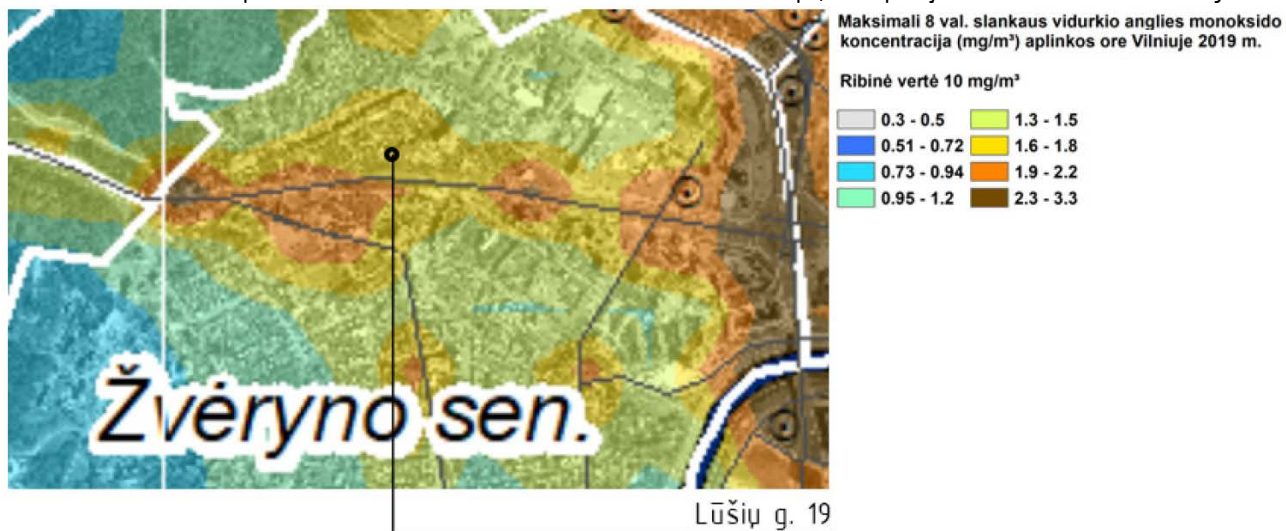 Maksimali 8 val. slankaus vidurkio anglies monoksido
koncentracija (mg/m³) aplinkos ore Vilniuje 2019 m.
Ribinė vertė 10 mg/m³
0.3 - 0.5
0.51 - 0.72
0.73 - 0.94
0.95 - 1.2
1.3 - 1.5
1.6 - 1.8
1.9 - 2.2
2.3 - 3.3
Žvėryno sen.
Lūšių g. 19